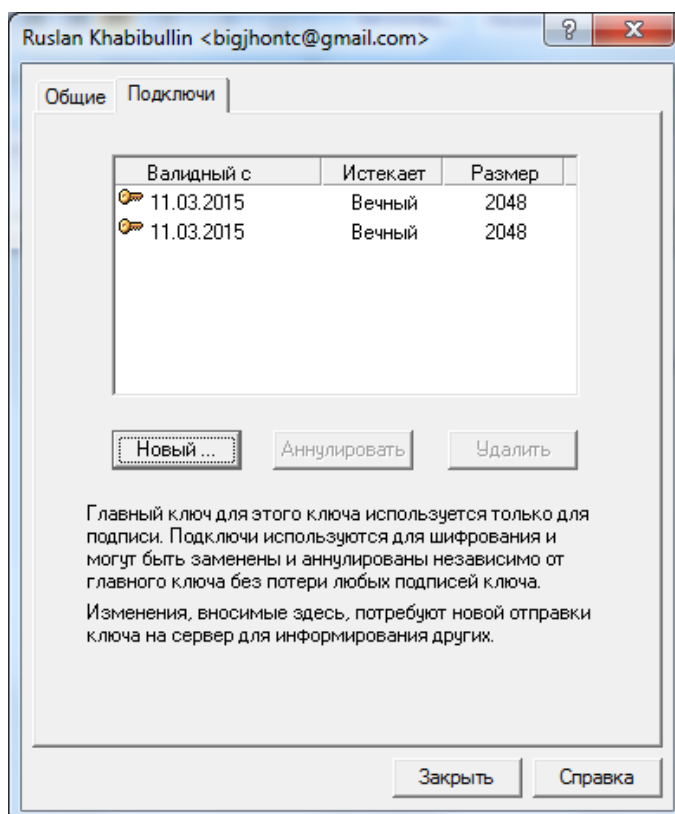 Ruslan Khabibullin <bigjhontc@gmail.com>
Общие Подключи
Валидный с Истекает Размер
11.03.2015 Вечный 2048
11.03.2015 Вечный 2048
Новый ... Аннулировать Удалить
Главный ключ для этого ключа используется только для
подписи. Подключи используются для шифрования и
могут быть заменены и аннулированы независимо от
главного ключа без потери любых подписей ключа.
Изменения, вносимые здесь, потребуют новой отправки
ключа на сервер для информирования других.
Закрыть Справка